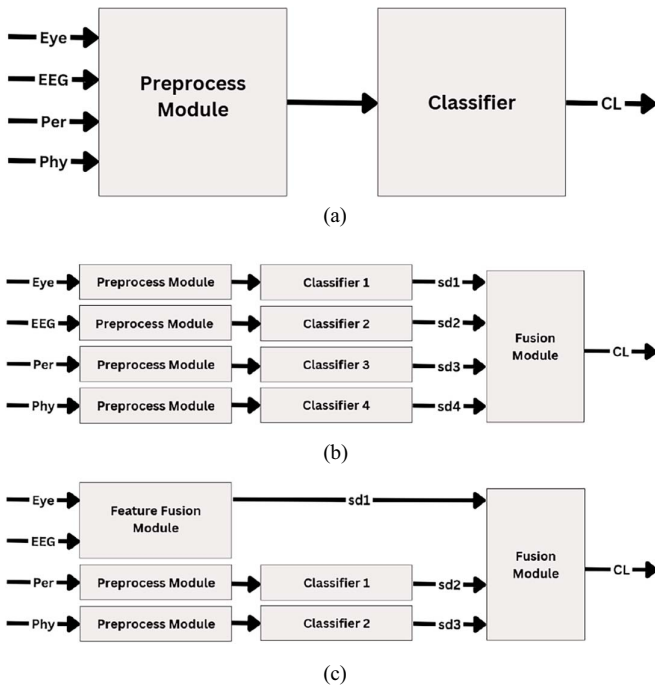 Eye
EEG
Per
Phy
Preprocess
Module
Classifier
CL
(a)
Eye Preprocess Module Classifier 1 sd1
EEG Preprocess Module Classifier 2 sd2
Per Preprocess Module Classifier 3 sd3
Phy Preprocess Module Classifier 4 sd4
Fusion
Module
CL
(b)
Eye
EEG
Feature Fusion
Module
sd1
Per Preprocess Module Classifier 1 sd2
Phy Preprocess Module Classifier 2 sd3
Fusion
Module
CL
(c)